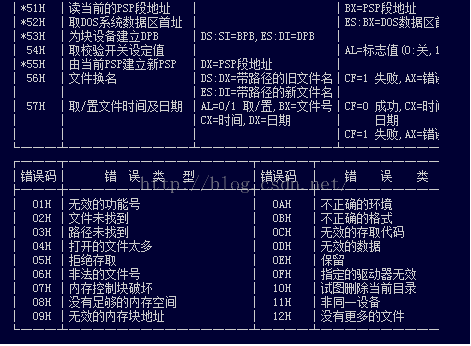 *51H 读当前的PSP段地址 BX=PSP段地址
*52H 取DOS系统数据区首址 ES:BX=DOS数据区首
*53H 为块设备建立DPB DS:SI=BPB,ES:DI=DPB
54H 取校验开关设定值 AL=标志值(0:关,1
*55H 由当前PSP建立新PSP DX=PSP段地址
56H 文件换名 DS:DX=带路径的旧文件名 CF=1 失败,AX=错误
ES:DI=带路径的新文件名
57H 取/置文件时间及日期 AL=0/1 取/置,BX=文件号 CF=0 成功,CX=时间
CX=时间,DX=日期 日期
CF=1 失败,AX=错误
错误码 错 误 类 型 错误码 错 误 类
http://blog.csdn.net/
01H 无效的功能号 0AH 不正确的环境
02H 文件未找到 0BH 不正确的格式
03H 路径未找到 0CH 无效的存取代码
04H 打开的文件太多 0DH 无效的数据
05H 拒绝存取 0EH 保留
06H 非法的文件号 0FH 指定的驱动器无效
07H 内存控制块破坏 10H 试图删除当前目录
08H 没有足够的内存空间 11H 非同一设备
09H 无效的内存块地址 12H 没有更多的文件